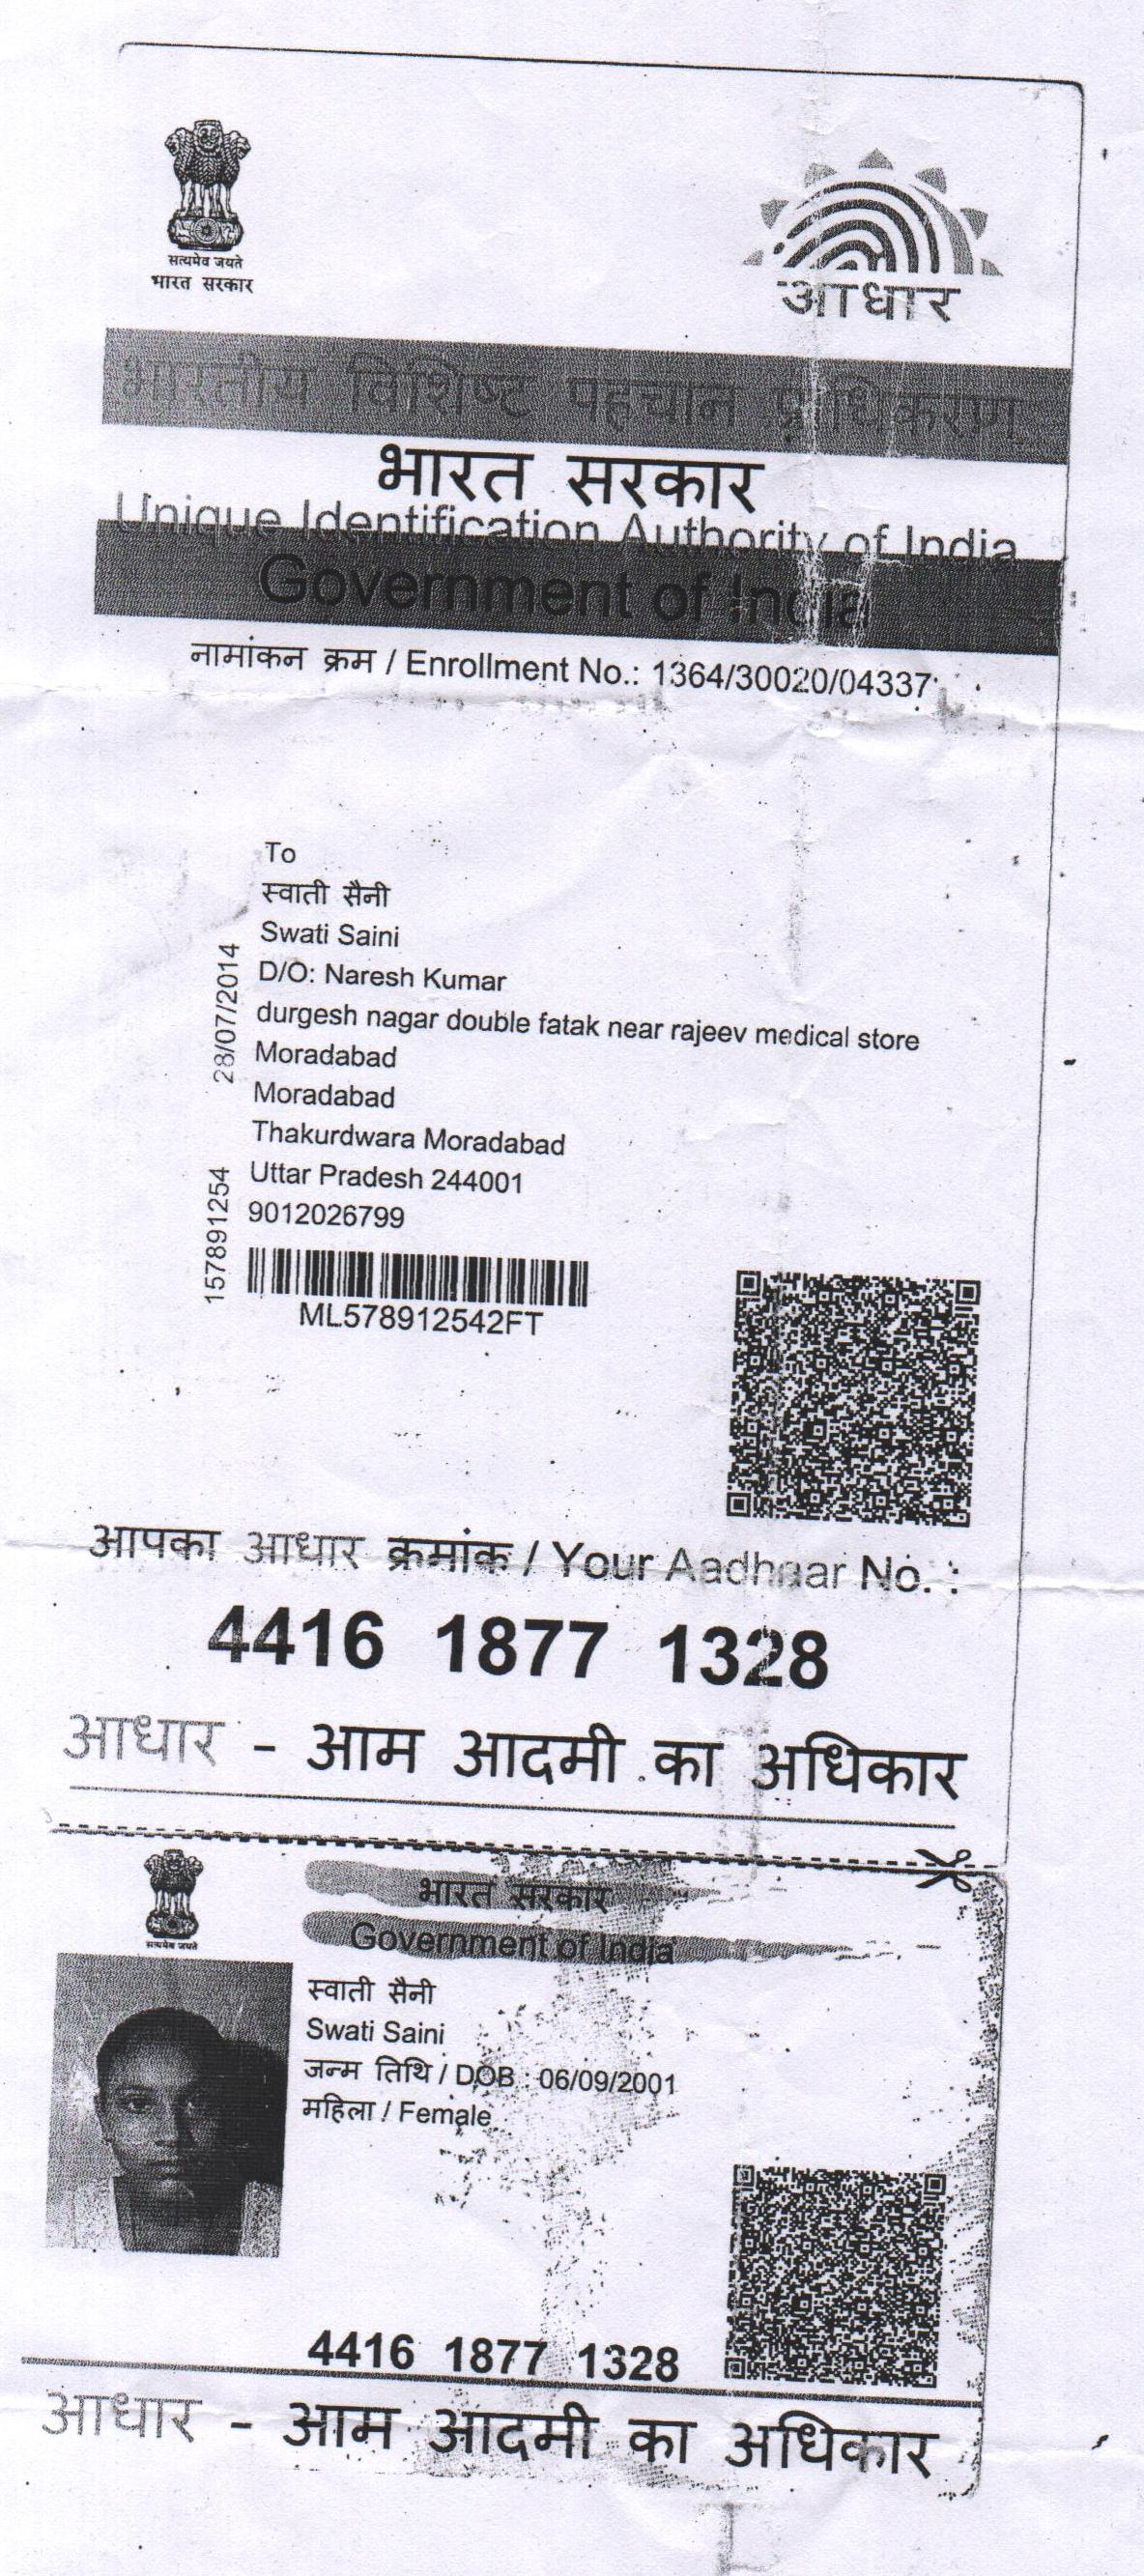 सत्यमेव जयते
भारत सरकार
आधार
भारतीय विशिष्ट पहचान प्राधिकरण
भारत सरकार
Unique Identification Authority of India
Government of India
नामांकन क्रम / Enrollment No.: 1364/30020/04337
To
स्वाती सैनी
Swati Saini
D/O: Naresh Kumar
durgesh nagar double fatak near rajeev medical store
Moradabad
Moradabad
Thakurdwara Moradabad
Uttar Pradesh 244001
9012026799
28/07/2014
157891254
ML578912542FT
आपका आधार क्रमांक / Your Aadhaar No. :
4416 1877 1328
आधार - आम आदमी का अधिकार
सत्यमेव जयते
भारत सरकार
Government of India
स्वाती सैनी
Swati Saini
जन्म तिथि / DOB : 06/09/2001
महिला / Female
4416 1877 1328
आधार - आम आदमी का अधिकार